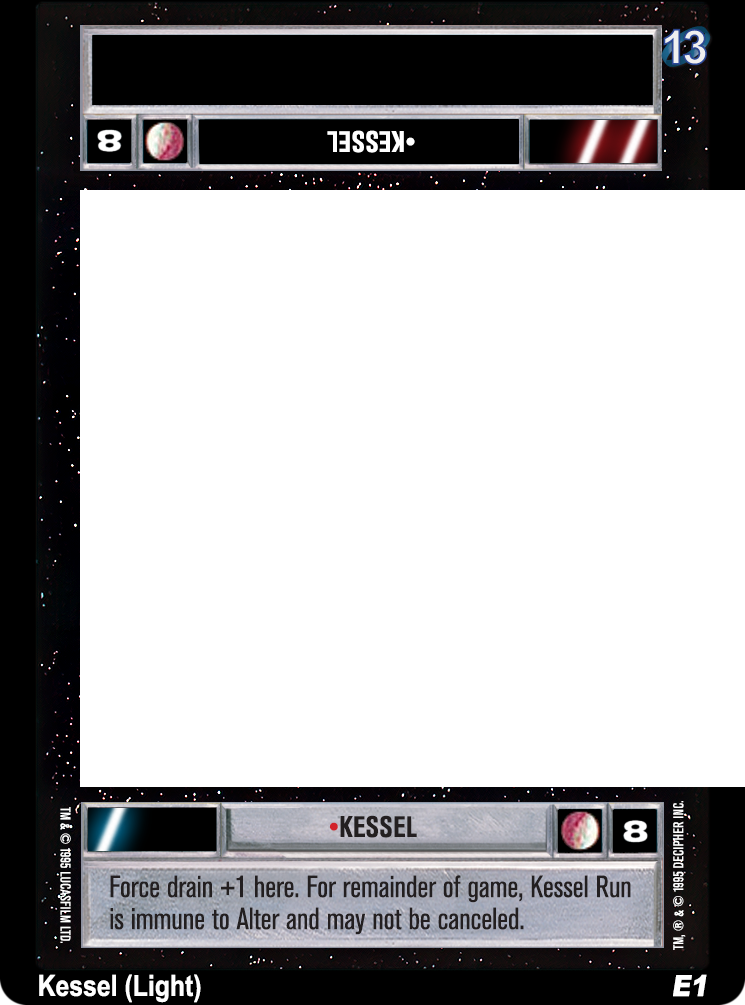 13
8
•KESSEL
•KESSEL
8
Force drain +1 here. For remainder of game, Kessel Run
is immune to Alter and may not be canceled.
TM & © 1995 LUCASFILM LTD.
TM, ® & © 1995 DECIPHER INC.
Kessel (Light)
E1